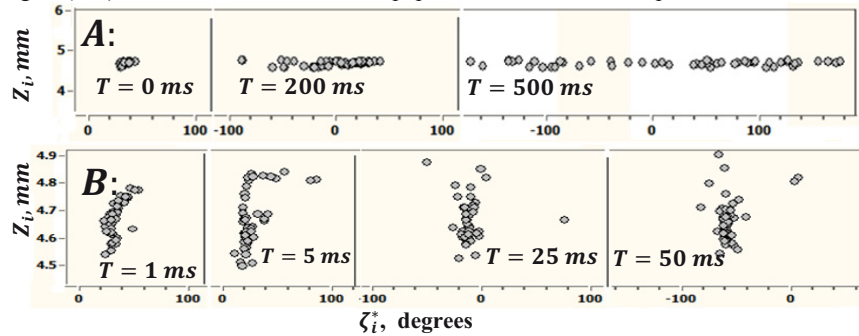 A:
Z_i, mm
6
5
4
T = 0 ms
T = 200 ms
T = 500 ms
0 100 -100 0 100 -100 0 100
B:
Z_i, mm
4.9
4.8
4.7
4.6
4.5
T = 1 ms
T = 5 ms
T = 25 ms
T = 50 ms
0 100 0 100 -100 0 -100 0
ζ*_i, degrees